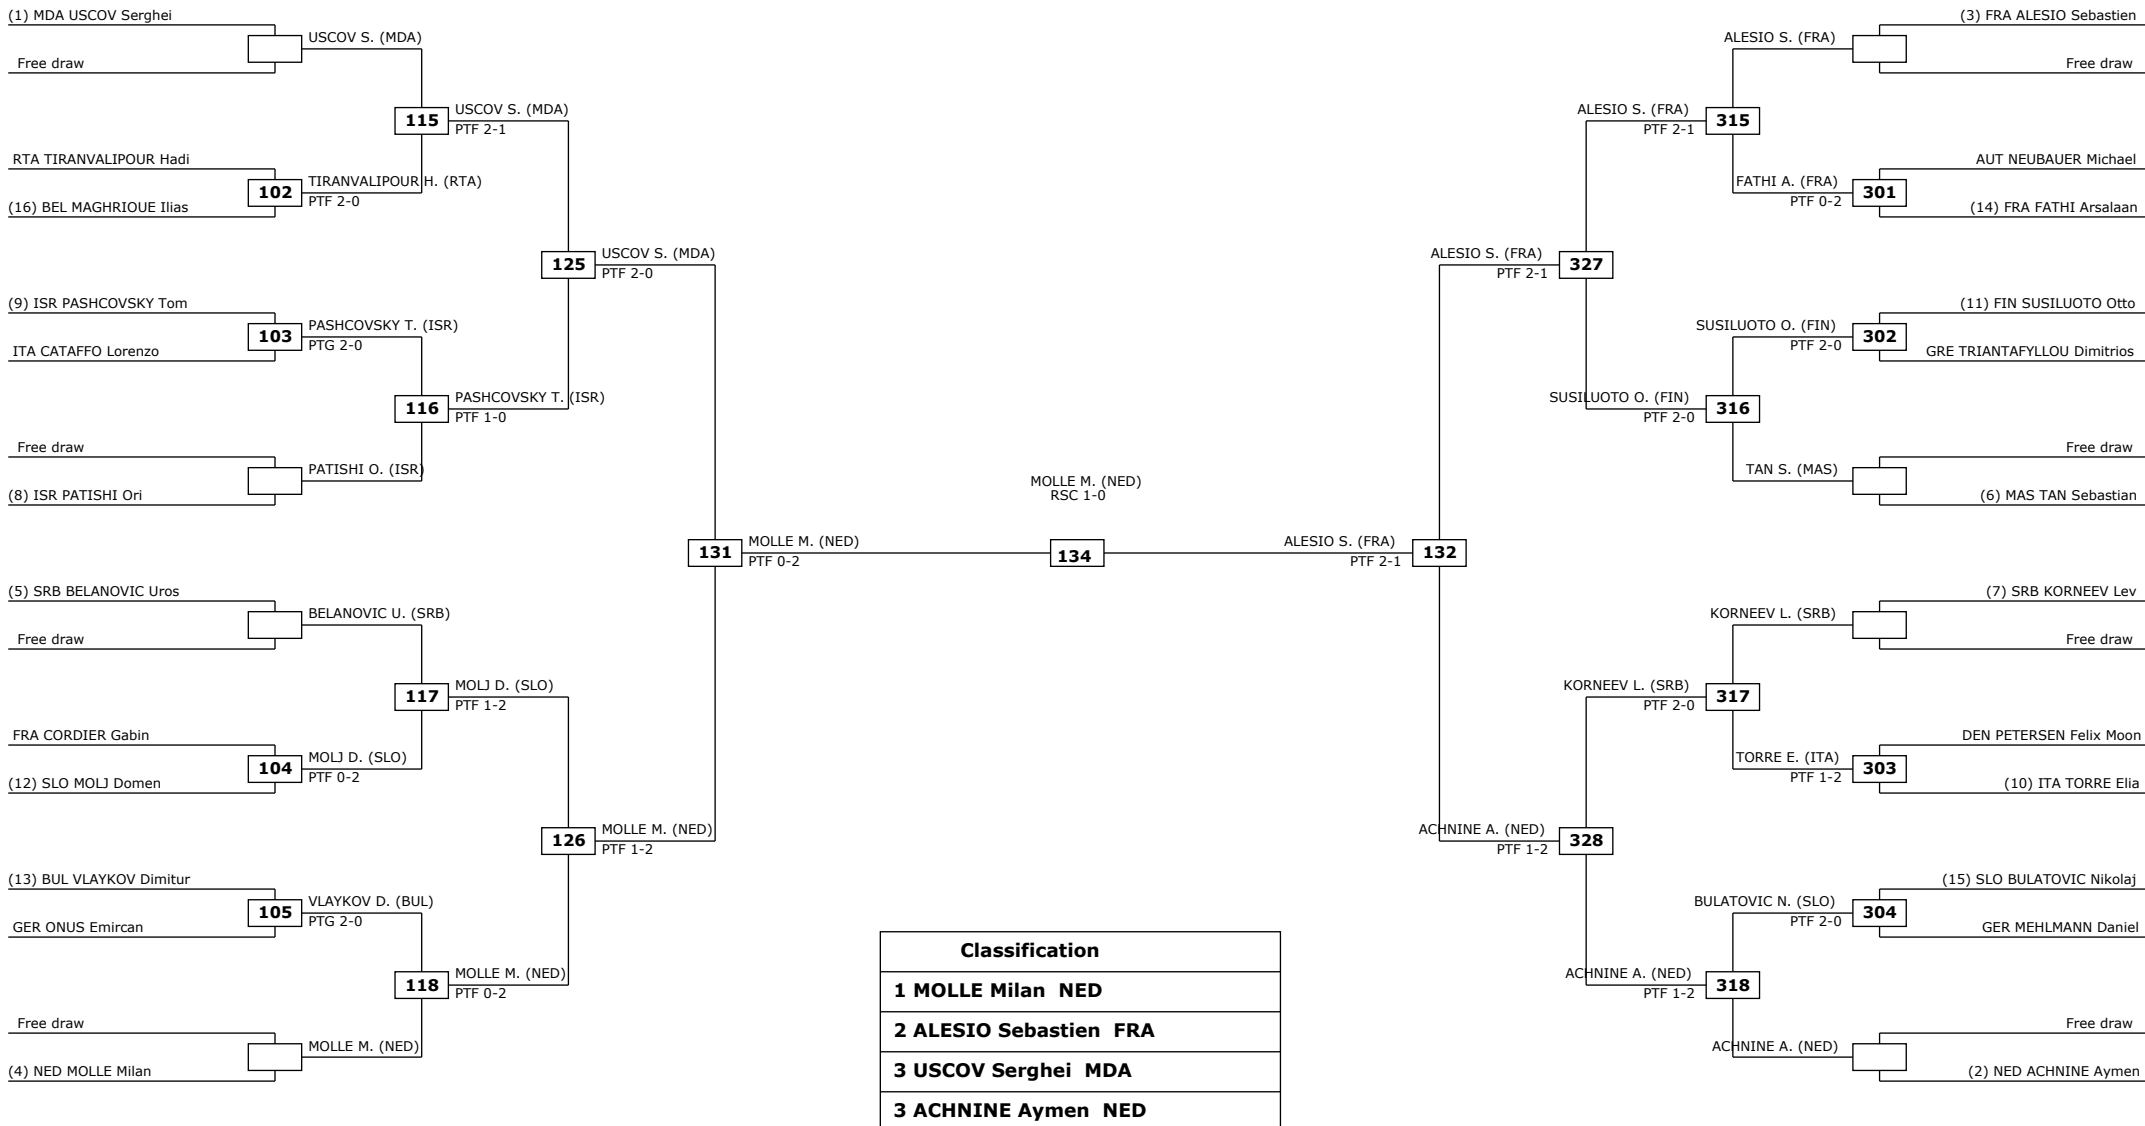 (1) MDA USCOV Serghei
USCOV S. (MDA)
Free draw
115
USCOV S. (MDA)
PTF 2-1
RTA TIRANVALIPOUR Hadi
102
TIRANVALIPOUR H. (RTA)
PTF 2-0
(16) BEL MAGHRIOUE Ilias
125
USCOV S. (MDA)
PTF 2-0
(9) ISR PASHCOVSKY Tom
103
PASHCOVSKY T. (ISR)
PTG 2-0
ITA CATAFFO Lorenzo
116
PASHCOVSKY T. (ISR)
PTF 1-0
Free draw
PATISHI O. (ISR)
(8) ISR PATISHI Ori
131
MOLLE M. (NED)
PTF 0-2
(5) SRB BELANOVIC Uros
BELANOVIC U. (SRB)
Free draw
117
MOLJ D. (SLO)
PTF 1-2
FRA CORDIER Gabin
104
MOLJ D. (SLO)
PTF 0-2
(12) SLO MOLJ Domen
126
MOLLE M. (NED)
PTF 1-2
(13) BUL VLAYKOV Dimitur
105
VLAYKOV D. (BUL)
PTG 2-0
GER ONUS Emircan
118
MOLLE M. (NED)
PTF 0-2
Free draw
MOLLE M. (NED)
(4) NED MOLLE Milan
MOLLE M. (NED)
RSC 1-0
134
(3) FRA ALESIO Sebastien
ALESIO S. (FRA)
Free draw
ALESIO S. (FRA)
PTF 2-1
315
AUT NEUBAUER Michael
FATHI A. (FRA)
PTF 0-2
301
(14) FRA FATHI Arsalaan
ALESIO S. (FRA)
PTF 2-1
327
(11) FIN SUSILUOTO Otto
SUSILUOTO O. (FIN)
PTF 2-0
302
GRE TRIANTAFYLLOU Dimitrios
SUSILUOTO O. (FIN)
PTF 2-0
316
Free draw
TAN S. (MAS)
(6) MAS TAN Sebastian
ALESIO S. (FRA)
PTF 2-1
132
(7) SRB KORNEEV Lev
KORNEEV L. (SRB)
Free draw
KORNEEV L. (SRB)
PTF 2-0
317
DEN PETERSEN Felix Moon
TORRE E. (ITA)
PTF 1-2
303
(10) ITA TORRE Elia
ACHNINE A. (NED)
PTF 1-2
328
(15) SLO BULATOVIC Nikolaj
BULATOVIC N. (SLO)
PTF 2-0
304
GER MEHLMANN Daniel
ACHNINE A. (NED)
PTF 1-2
318
Free draw
ACHNINE A. (NED)
(2) NED ACHNINE Aymen
Classification
1 MOLLE Milan NED
2 ALESIO Sebastien FRA
3 USCOV Serghei MDA
3 ACHNINE Aymen NED